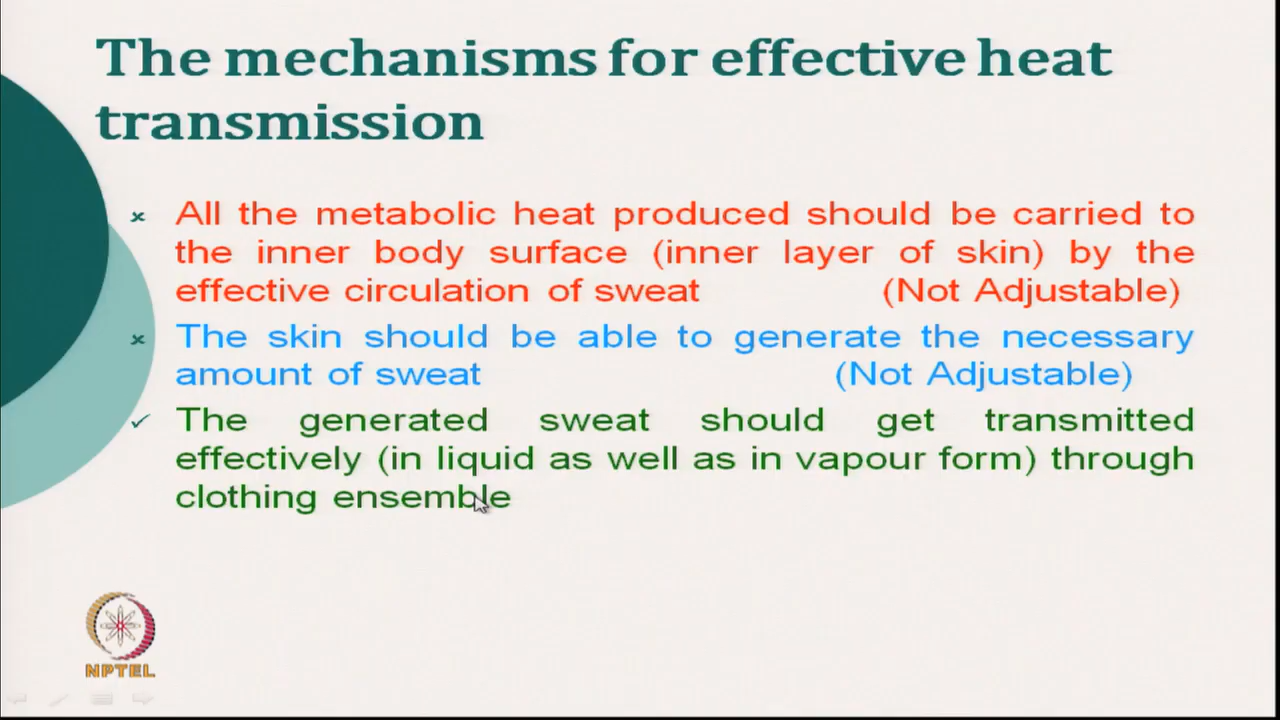 The mechanisms for effective heat
transmission
× All the metabolic heat produced should be carried to
the inner body surface (inner layer of skin) by the
effective circulation of sweat (Not Adjustable)
× The skin should be able to generate the necessary
amount of sweat (Not Adjustable)
✓ The generated sweat should get transmitted
effectively (in liquid as well as in vapour form) through
clothing ensemble
NPTEL